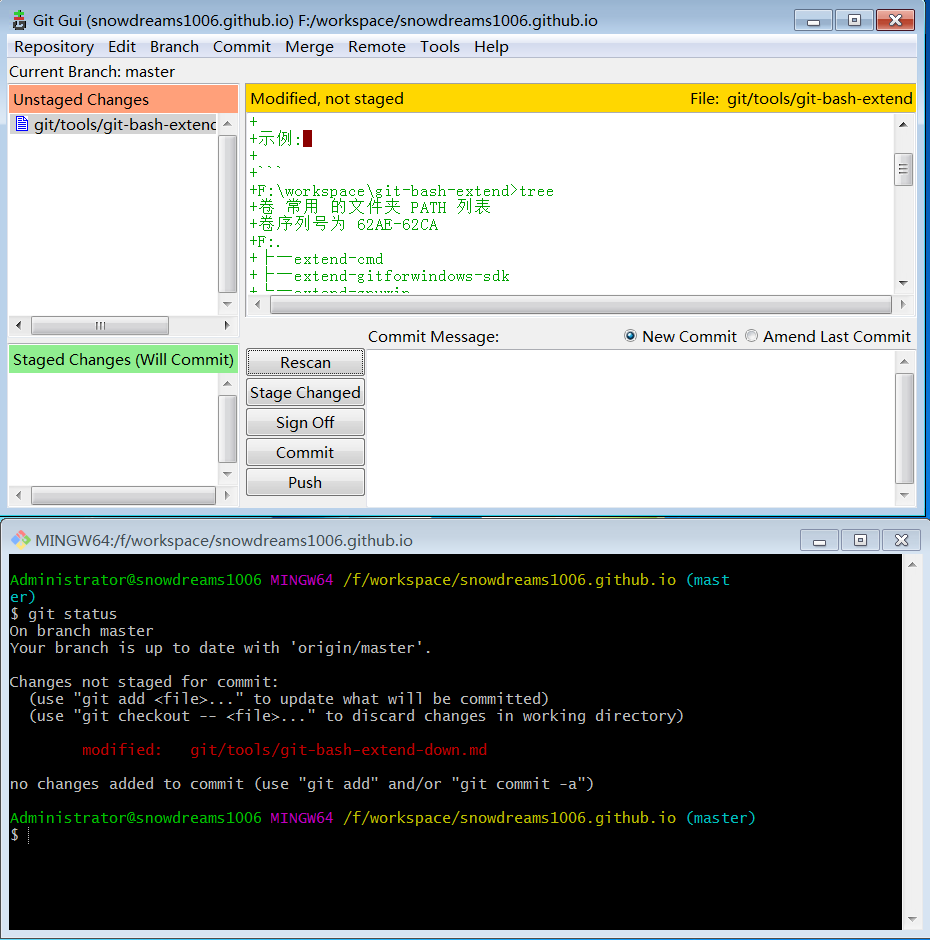 Git Gui (snowdreams1006.github.io) F:/workspace/snowdreams1006.github.io
Repository Edit Branch Commit Merge Remote Tools Help
Current Branch: master
Unstaged Changes
git/tools/git-bash-extend
Modified, not staged File: git/tools/git-bash-extend
+
+示例:
+
+```
+F:\workspace\git-bash-extend>tree
+卷 常用 的文件夹 PATH 列表
+卷序列号为 62AE-62CA
+F:.
+├─extend-cmd
+├─extend-gitforwindows-sdk
+└─extend-gnuwin
Commit Message: New Commit Amend Last Commit
Staged Changes (Will Commit)
Rescan
Stage Changed
Sign Off
Commit
Push
MINGW64:/f/workspace/snowdreams1006.github.io
Administrator@snowdreams1006 MINGW64 /f/workspace/snowdreams1006.github.io (mast
er)
$ git status
On branch master
Your branch is up to date with 'origin/master'.
Changes not staged for commit:
(use "git add <file>..." to update what will be committed)
(use "git checkout -- <file>..." to discard changes in working directory)
modified: git/tools/git-bash-extend-down.md
no changes added to commit (use "git add" and/or "git commit -a")
Administrator@snowdreams1006 MINGW64 /f/workspace/snowdreams1006.github.io (master)
$